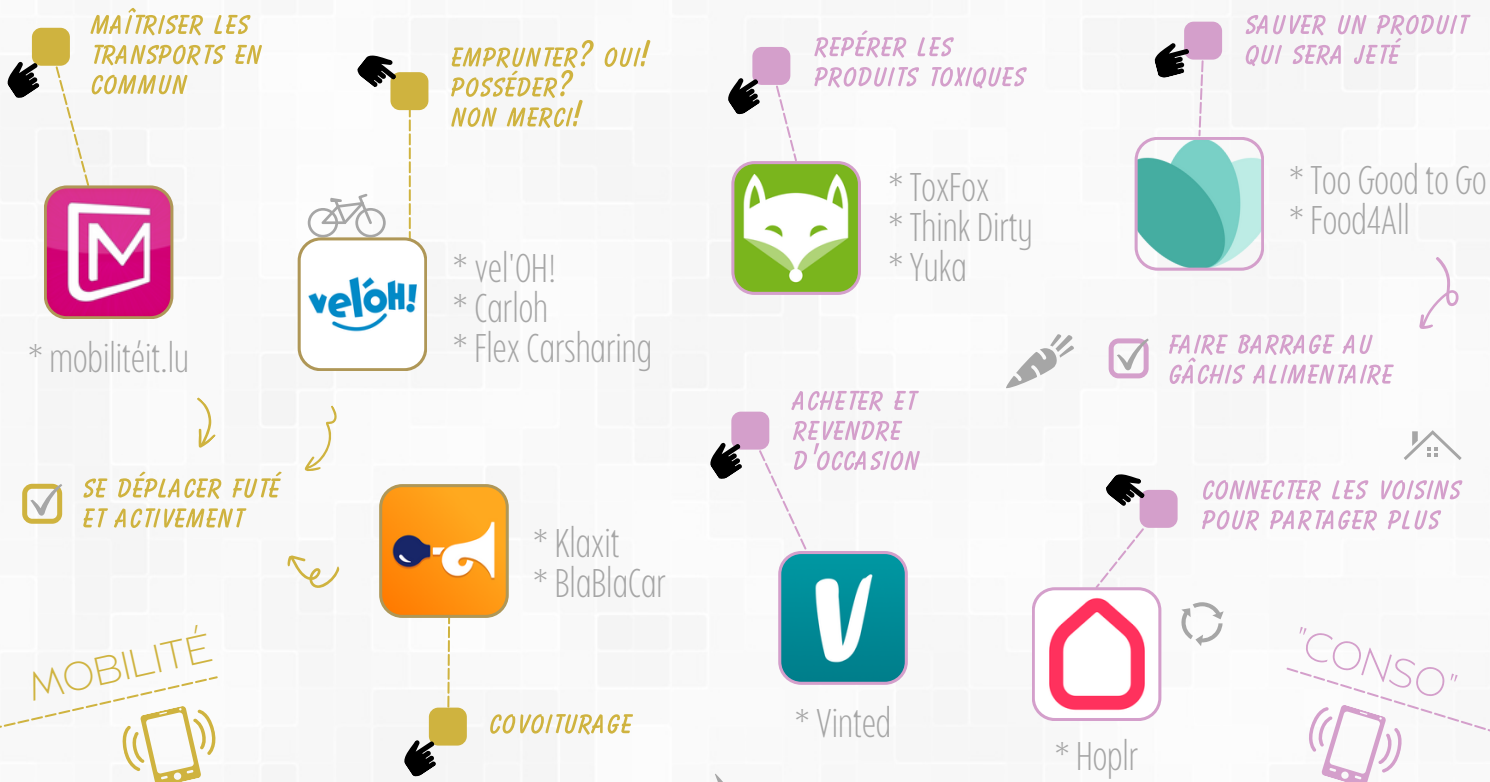 MAÎTRISER LES
TRANSPORTS EN
COMMUN
* mobilitéit.lu
EMPRUNTER? OUI!
POSSÉDER?
NON MERCI!
vel'OH!
* vel'OH!
* Carloh
* Flex Carsharing
SE DÉPLACER FUTÉ
ET ACTIVEMENT
* Klaxit
* BlaBlaCar
COVOITURAGE
MOBILITÉ
REPÉRER LES
PRODUITS TOXIQUES
* ToxFox
* Think Dirty
* Yuka
SAUVER UN PRODUIT
QUI SERA JETÉ
* Too Good to Go
* Food4All
FAIRE BARRAGE AU
GÂCHIS ALIMENTAIRE
ACHETER ET
REVENDRE
D'OCCASION
V
* Vinted
CONNECTER LES VOISINS
POUR PARTAGER PLUS
* Hoplr
"CONSO"
M